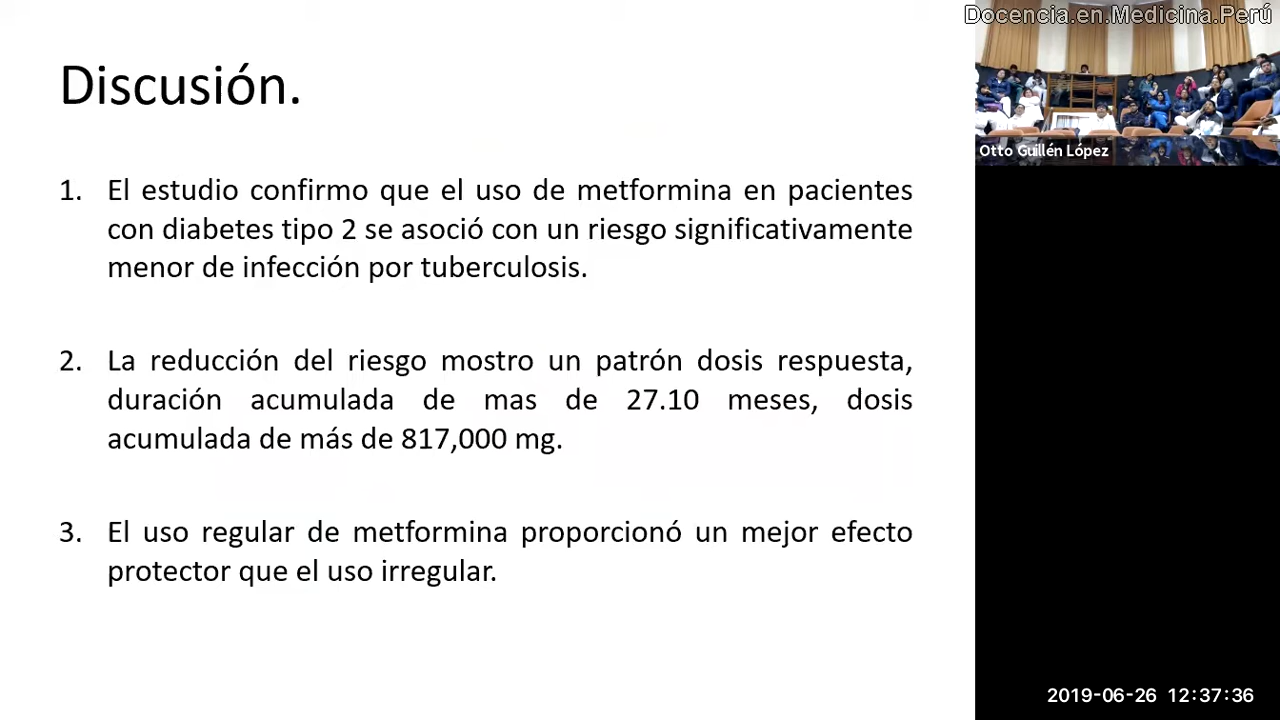 Docencia.en.Medicina.Perú
Discusión.
1. El estudio confirmo que el uso de metformina en pacientes
con diabetes tipo 2 se asoció con un riesgo significativamente
menor de infección por tuberculosis.
2. La reducción del riesgo mostro un patrón dosis respuesta,
duración acumulada de mas de 27.10 meses, dosis
acumulada de más de 817,000 mg.
3. El uso regular de metformina proporcionó un mejor efecto
protector que el uso irregular.
Otto Guillén López
2019-06-26 12:37:36